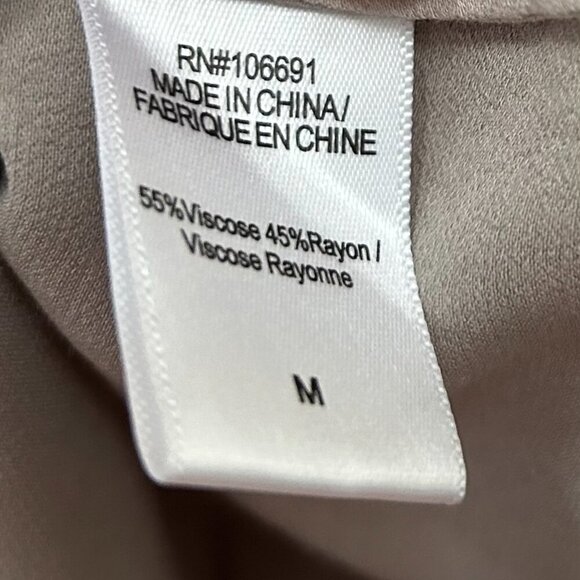 RN#106691
MADE IN CHINA/
FABRIQUE EN CHINE
55%Viscose 45%Rayon /
Viscose Rayonne
M